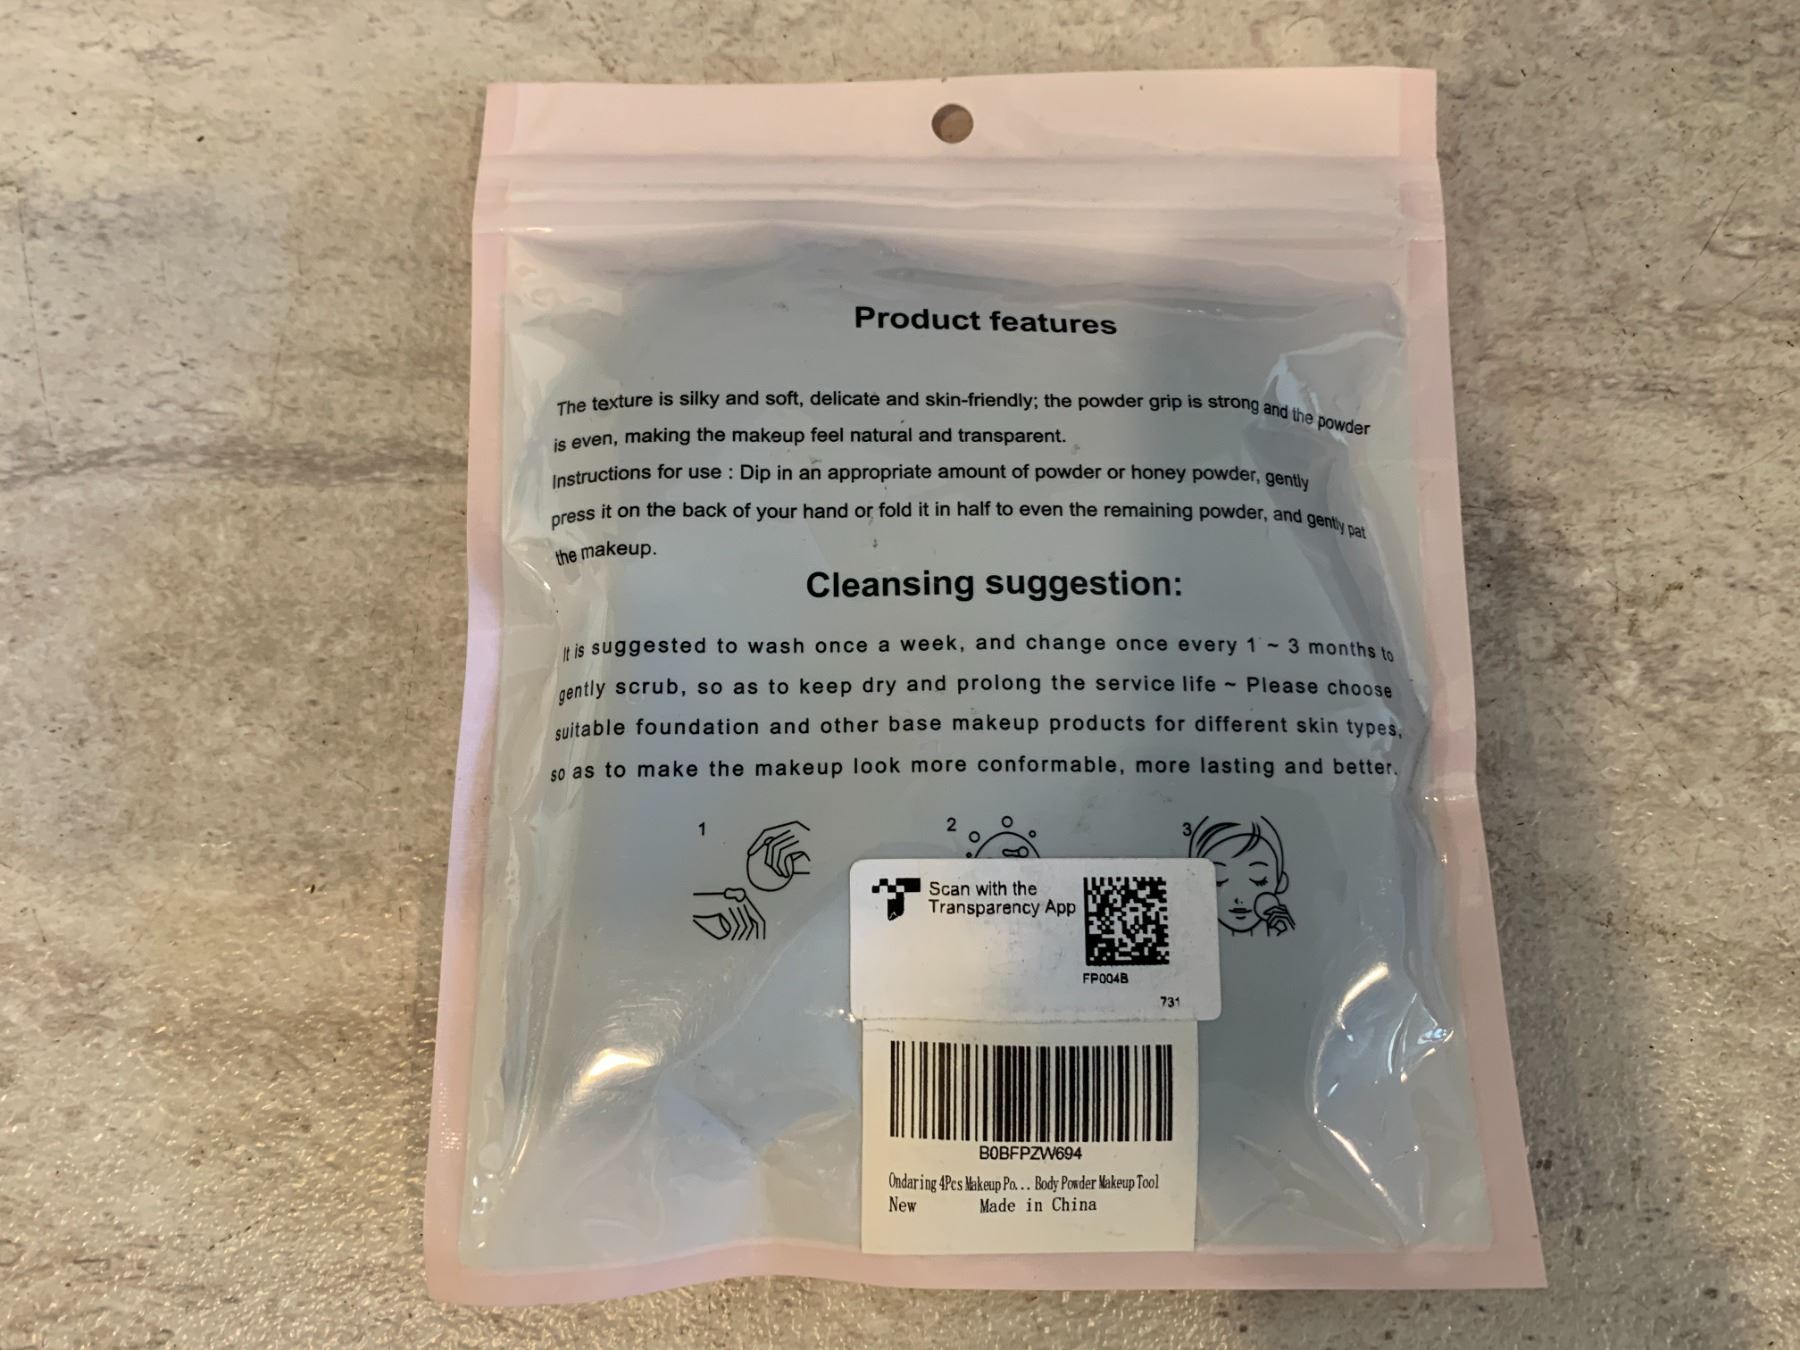 Product features
The texture is silky and soft, delicate and skin-friendly; the powder grip is strong and the powder
is even, making the makeup feel natural and transparent.
Instructions for use : Dip in an appropriate amount of powder or honey powder, gently
press it on the back of your hand or fold it in half to even the remaining powder, and gently pat
the makeup.
Cleansing suggestion:
It is suggested to wash once a week, and change once every 1 ~ 3 months to
gently scrub, so as to keep dry and prolong the service life ~ Please choose
suitable foundation and other base makeup products for different skin types,
so as to make the makeup look more conformable, more lasting and better.
1
2
3
Scan with the
Transparency App
FP004B
731
B0BFPZW694
Ondaring 4Pcs Makeup Po... Body Powder Makeup Tool
New Made in China